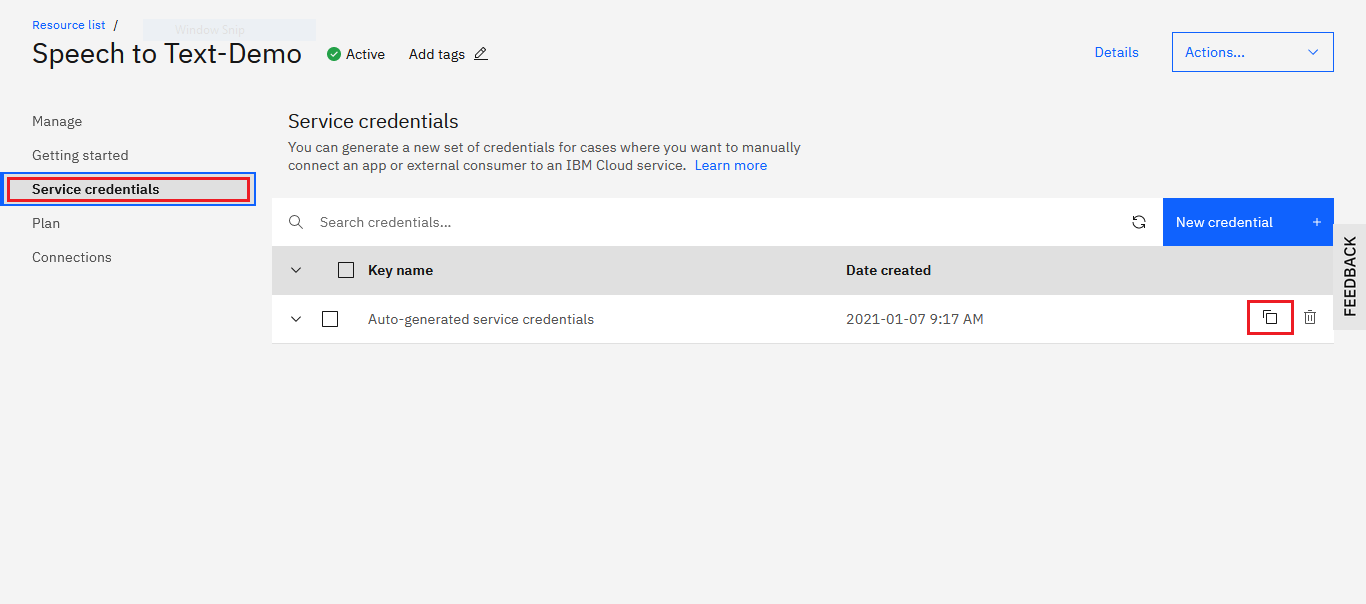 Resource list /
Window Snip
Speech to Text-Demo
Active
Add tags
Details
Actions...
Manage
Getting started
Service credentials
Plan
Connections
Service credentials
You can generate a new set of credentials for cases where you want to manually
connect an app or external consumer to an IBM Cloud service. Learn more
Search credentials...
New credential +
Key name
Date created
Auto-generated service credentials
2021-01-07 9:17 AM
FEEDBACK